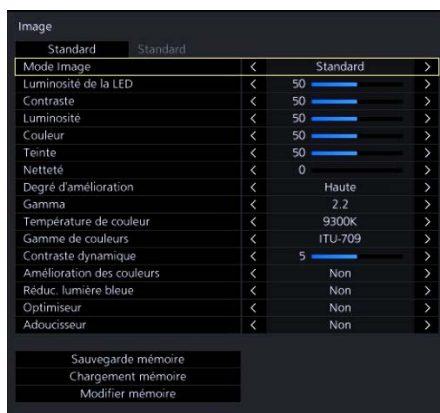 Image
Standard Standard
Mode Image < Standard >
Luminosité de la LED < 50 >
Contraste < 50 >
Luminosité < 50 >
Couleur < 50 >
Teinte < 50 >
Netteté < 0 >
Degré d'amélioration < Haute >
Gamma < 2.2 >
Température de couleur < 9300K >
Gamme de couleurs < ITU-709 >
Contraste dynamique < 5 >
Amélioration des couleurs < Non >
Réduc. lumière bleue < Non >
Optimiseur < Non >
Adoucisseur < Non >
Sauvegarde mémoire
Chargement mémoire
Modifier mémoire